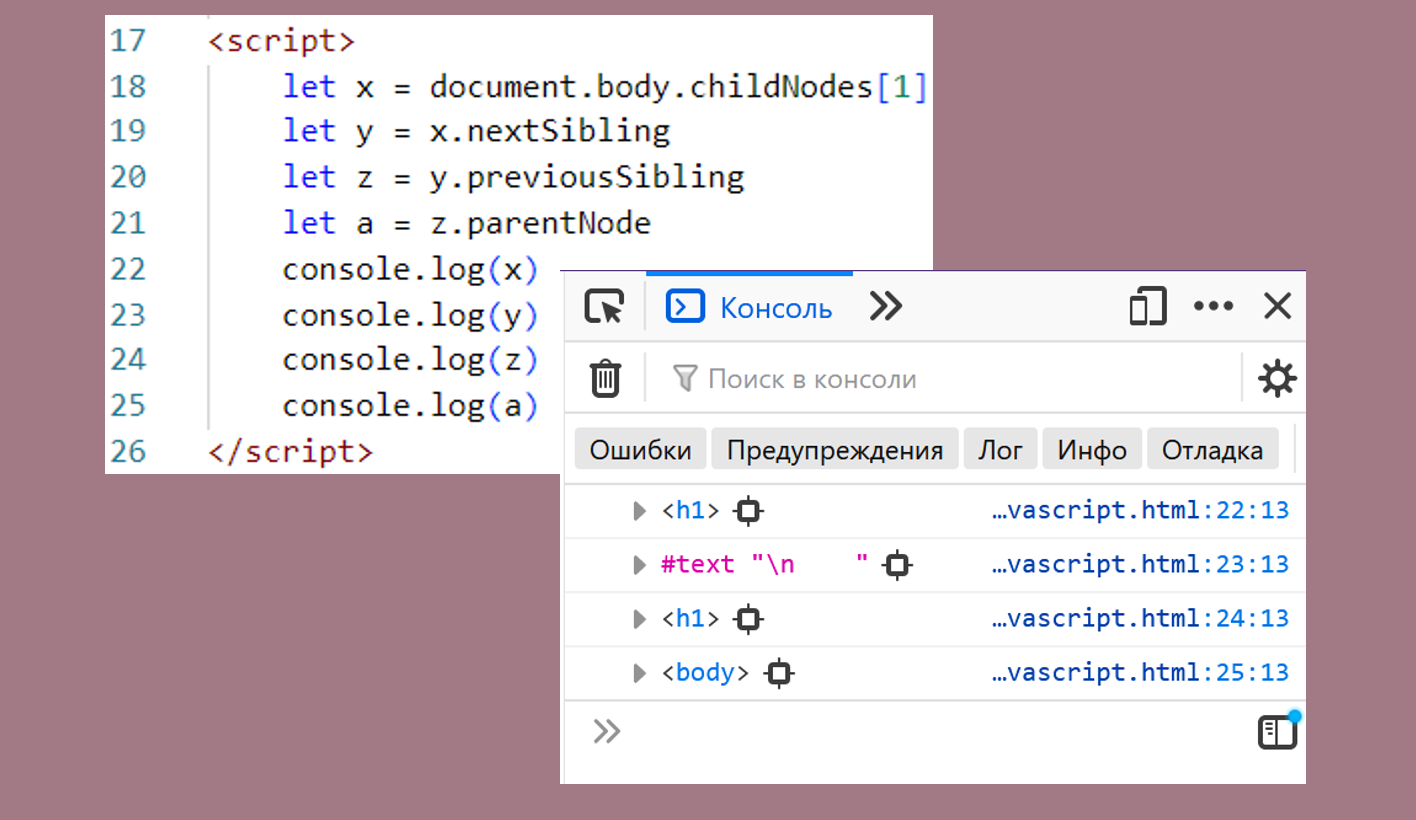 17 <script>
18 let x = document.body.childNodes[1]
19 let y = x.nextSibling
20 let z = y.previousSibling
21 let a = z.parentNode
22 console.log(x)
23 console.log(y)
24 console.log(z)
25 console.log(a)
26 </script>
Консоль
Поиск в консоли
Ошибки Предупреждения Лог Инфо Отладка
<h1> …vascript.html:22:13
#text "\n    " …vascript.html:23:13
<h1> …vascript.html:24:13
<body> …vascript.html:25:13